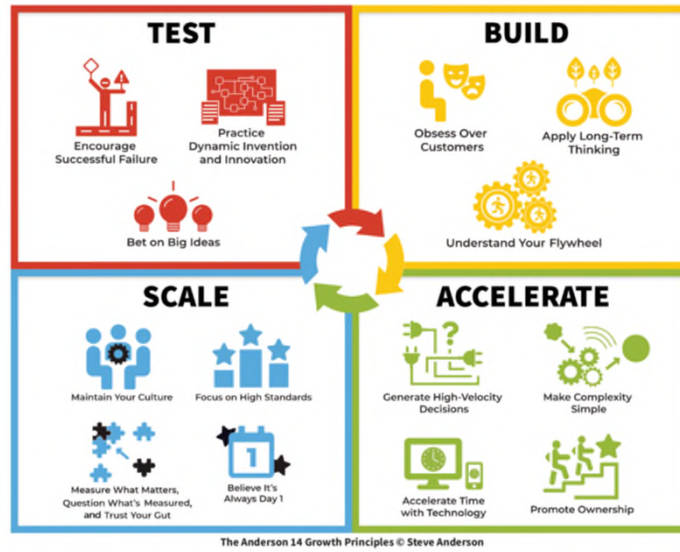 TEST
Encourage
Successful Failure
Practice
Dynamic Invention
and Innovation
Bet on Big Ideas
BUILD
Obsess Over
Customers
Apply Long-Term
Thinking
Understand Your Flywheel
SCALE
Maintain Your Culture
Focus on High Standards
Measure What Matters,
Question What's Measured,
and Trust Your Gut
1
Believe It's
Always Day 1
ACCELERATE
?
Generate High-Velocity
Decisions
Make Complexity
Simple
Accelerate Time
with Technology
Promote Ownership
The Anderson 14 Growth Principles © Steve Anderson